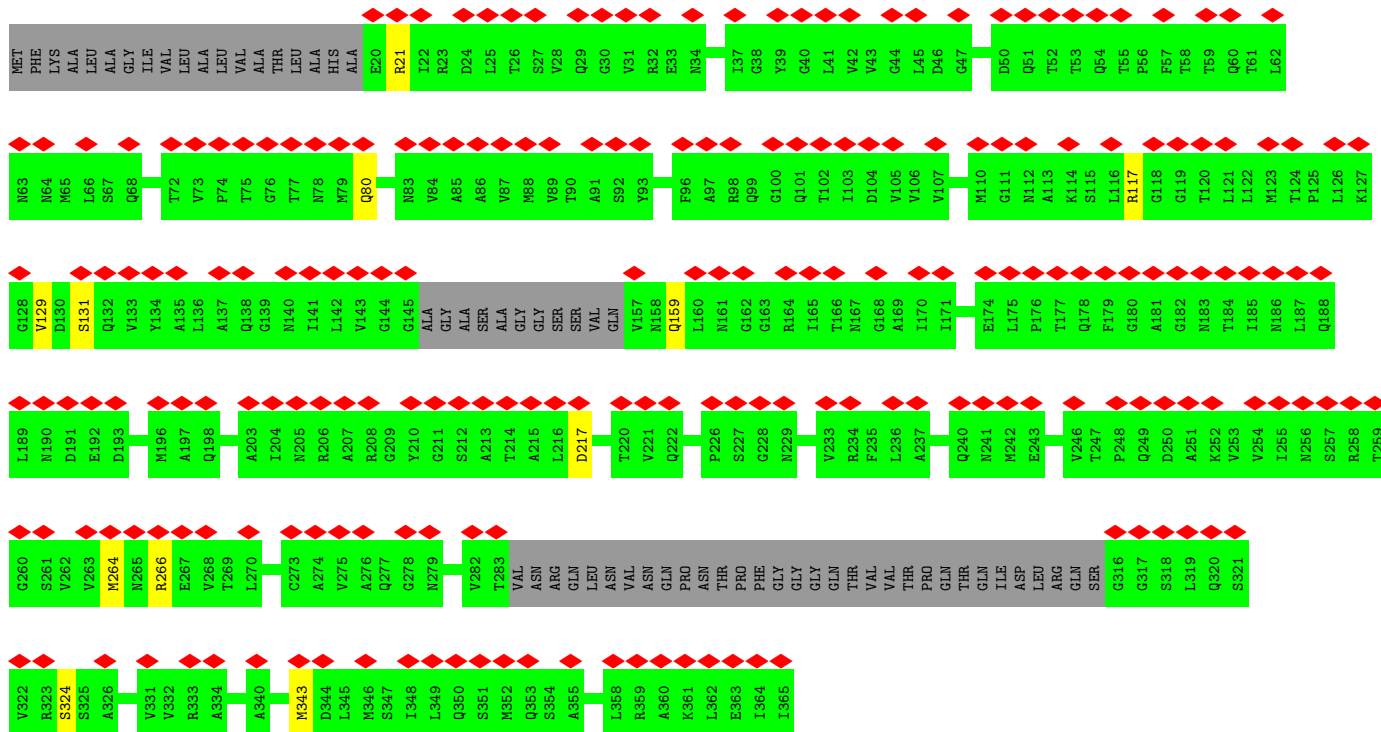 MET PHE LYS ALA LEU ALA GLY ILE VAL LEU ALA LEU VAL ALA THR LEU ALA HIS ALA E20 R21 I22 R23 D24 L25 T26 S27 V28 Q29 G30 V31 R32 E33 N34 I37 G38 Y39 G40 L41 V42 V43 G44 L45 D46 G47 D50 Q51 T52 T53 Q54 T55 P56 F57 T58 T59 Q60 T61 L62
N63 N64 M65 L66 S67 Q68 T72 V73 P74 T75 G76 T77 N78 M79 Q80 N83 V84 A85 A86 V87 M88 V89 T90 A91 S92 Y93 F96 A97 R98 Q99 G100 Q101 T102 I103 D104 V105 V106 V107 M110 G111 N112 A113 K114 S115 L116 R117 G118 G119 T120 L121 L122 M123 T124 P125 L126 K127
G128 V129 D130 S131 Q132 V133 Y134 A135 L136 A137 Q138 G139 N140 I141 L142 V143 G144 G145 ALA GLY ALA SER ALA GLY GLY SER SER VAL GLN V157 N158 Q159 L160 N161 G162 G163 R164 I165 T166 N167 G168 A169 I170 I171 E174 L175 P176 T177 Q178 F179 G180 A181 G182 N183 T184 I185 N186 L187 Q188
L189 N190 D191 E192 D193 M196 A197 Q198 A203 I204 N205 R206 A207 R208 G209 Y210 G211 S212 A213 T214 A215 L216 D217 T220 V221 Q222 P226 S227 G228 N229 V233 R234 F235 L236 A237 Q240 N241 M242 E243 V246 T247 P248 Q249 D250 A251 K252 V253 V254 I255 N256 S257 R258 T259
G260 S261 V262 V263 M264 N265 R266 E267 V268 T269 L270 C273 A274 V275 A276 Q277 G278 N279 V282 T283 VAL ASN ARG GLN LEU ASN VAL ASN GLN PRO ASN THR PRO PHE GLY GLY GLY GLN THR VAL VAL THR PRO GLN THR GLN ILE ASP LEU ARG GLN SER G316 G317 S318 L319 Q320 S321
V322 R323 S324 S325 A326 V331 V332 R333 A334 A340 M343 D344 L345 M346 S347 I348 L349 Q350 S351 M352 Q353 S354 A355 L358 R359 A360 K361 L362 E363 I364 I365